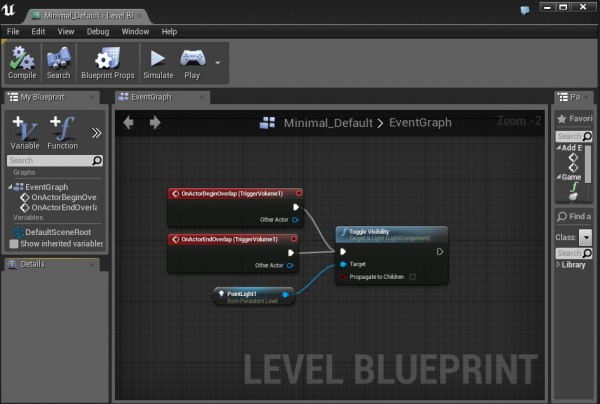 Minimal_Default - Level Bl
File Edit View Debug Window Help
Compile Search Blueprint Props Simulate Play
My Blueprint
EventGraph
Pa
Minimal_Default > EventGraph
Zoom -2
Variable Function
Search
Graphs
EventGraph
OnActorBeginOve
OnActorEndOverla
Variables
DefaultSceneRoot
Show inherited variables
Details
OnActorBeginOverlap (TriggerVolume1)
Other Actor
OnActorEndOverlap (TriggerVolume1)
Other Actor
PointLight1
from Persistent Level
Toggle Visibility
Target is Light (LightComponent)
Target
Propagate to Children
LEVEL BLUEPRINT
Favorit
Search
Add E
Game
Find a
Class:
Search
Library